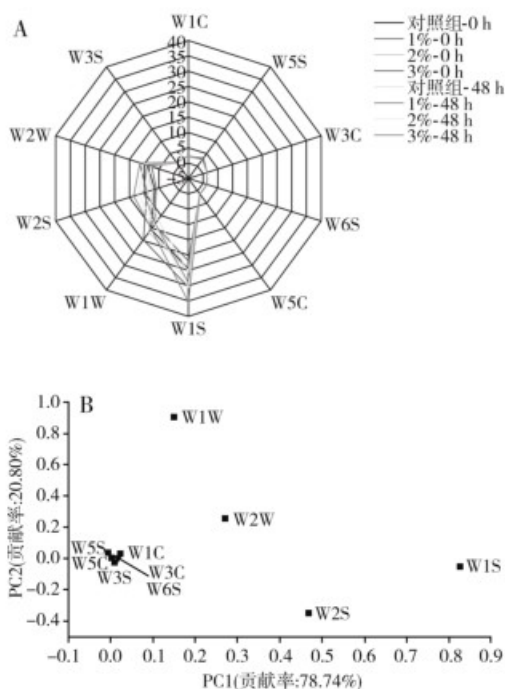 A
W1C
W5S
W3C
W6S
W5C
W1S
W1W
W2S
W2W
W3S
40
35
30
25
20
15
10
5
0
对照组-0 h
1%-0 h
2%-0 h
3%-0 h
对照组-48 h
1%-48 h
2%-48 h
3%-48 h
B
PC2(贡献率:20.80%)
1.0
0.8
0.6
0.4
0.2
0.0
-0.2
-0.4
W1W
W2W
W5S
W1C
W5C
W3S
W3C
W6S
W1S
W2S
-0.1
0.0
0.1
0.2
0.3
0.4
0.5
0.6
0.7
0.8
0.9
PC1(贡献率:78.74%)